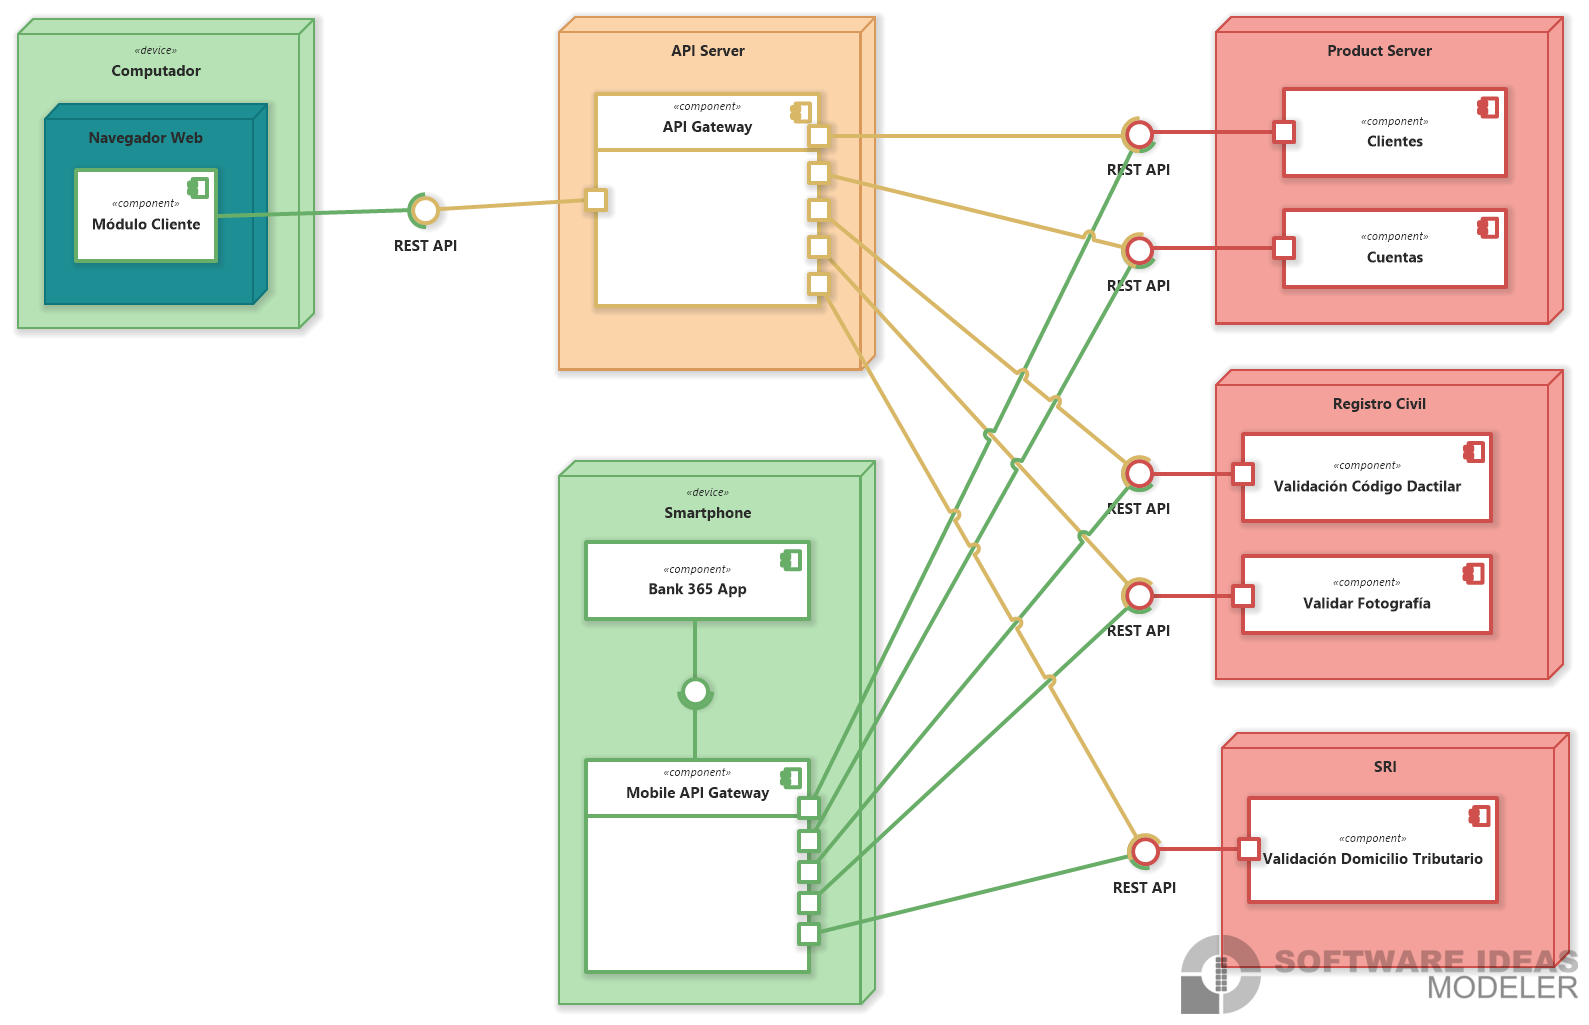 «device»
Computador
Navegador Web
«component»
Módulo Cliente
REST API
API Server
«component»
API Gateway
«device»
Smartphone
«component»
Bank 365 App
«component»
Mobile API Gateway
REST API
REST API
REST API
REST API
REST API
Product Server
«component»
Clientes
«component»
Cuentas
Registro Civil
«component»
Validación Código Dactilar
«component»
Validar Fotografía
SRI
«component»
Validación Domicilio Tributario
SOFTWARE IDEAS
MODELER